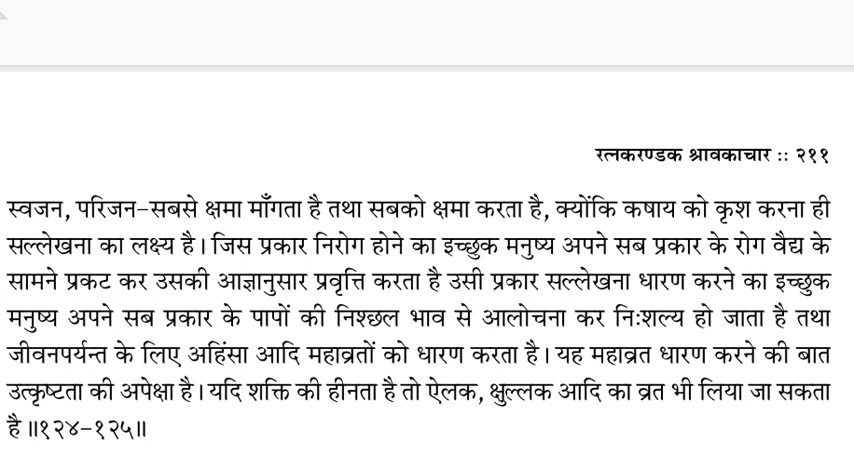 रत्नकरण्डक श्रावकाचार :: २११
स्वजन, परिजन–सबसे क्षमा माँगता है तथा सबको क्षमा करता है, क्योंकि कषाय को कृश करना ही
सल्लेखना का लक्ष्य है। जिस प्रकार निरोग होने का इच्छुक मनुष्य अपने सब प्रकार के रोग वैद्य के
सामने प्रकट कर उसकी आज्ञानुसार प्रवृत्ति करता है उसी प्रकार सल्लेखना धारण करने का इच्छुक
मनुष्य अपने सब प्रकार के पापों की निश्छल भाव से आलोचना कर निःशल्य हो जाता है तथा
जीवनपर्यन्त के लिए अहिंसा आदि महाव्रतों को धारण करता है। यह महाव्रत धारण करने की बात
उत्कृष्टता की अपेक्षा है। यदि शक्ति की हीनता है तो ऐलक, क्षुल्लक आदि का व्रत भी लिया जा सकता
है॥१२४–१२५॥